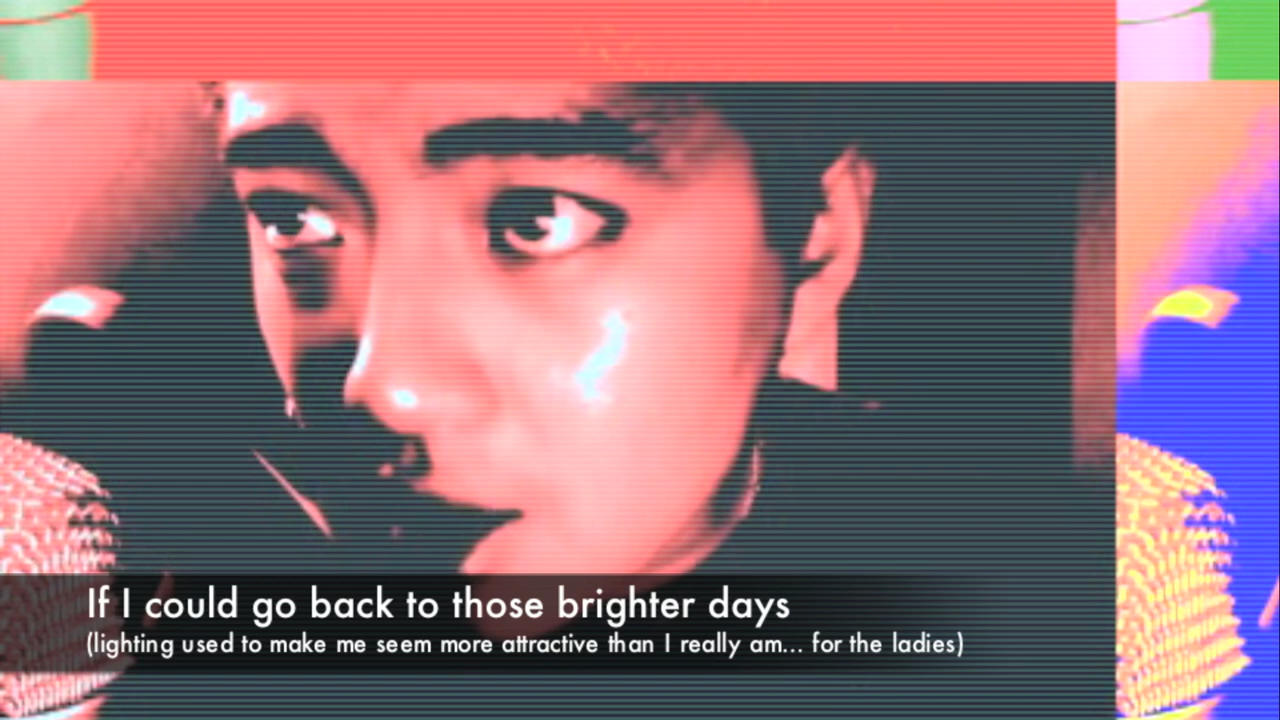 If I could go back to those brighter days
(lighting used to make me seem more attractive than I really am... for the ladies)